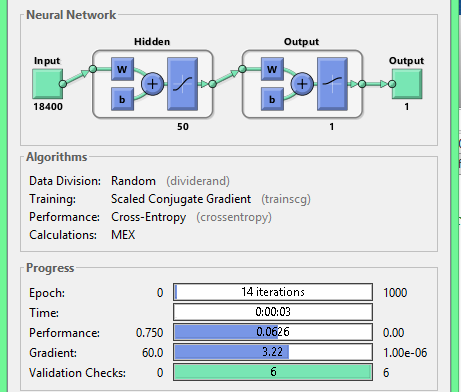 Neural Network
Hidden
Output
Input
Output
W
W
b
b
18400
1
50
1
Algorithms
Data Division: Random (dividerand)
Training: Scaled Conjugate Gradient (trainscg)
Performance: Cross-Entropy (crossentropy)
Calculations: MEX
Progress
Epoch: 0 14 iterations 1000
Time: 0:00:03
Performance: 0.750 0.0626 0.00
Gradient: 60.0 3.22 1.00e-06
Validation Checks: 0 6 6